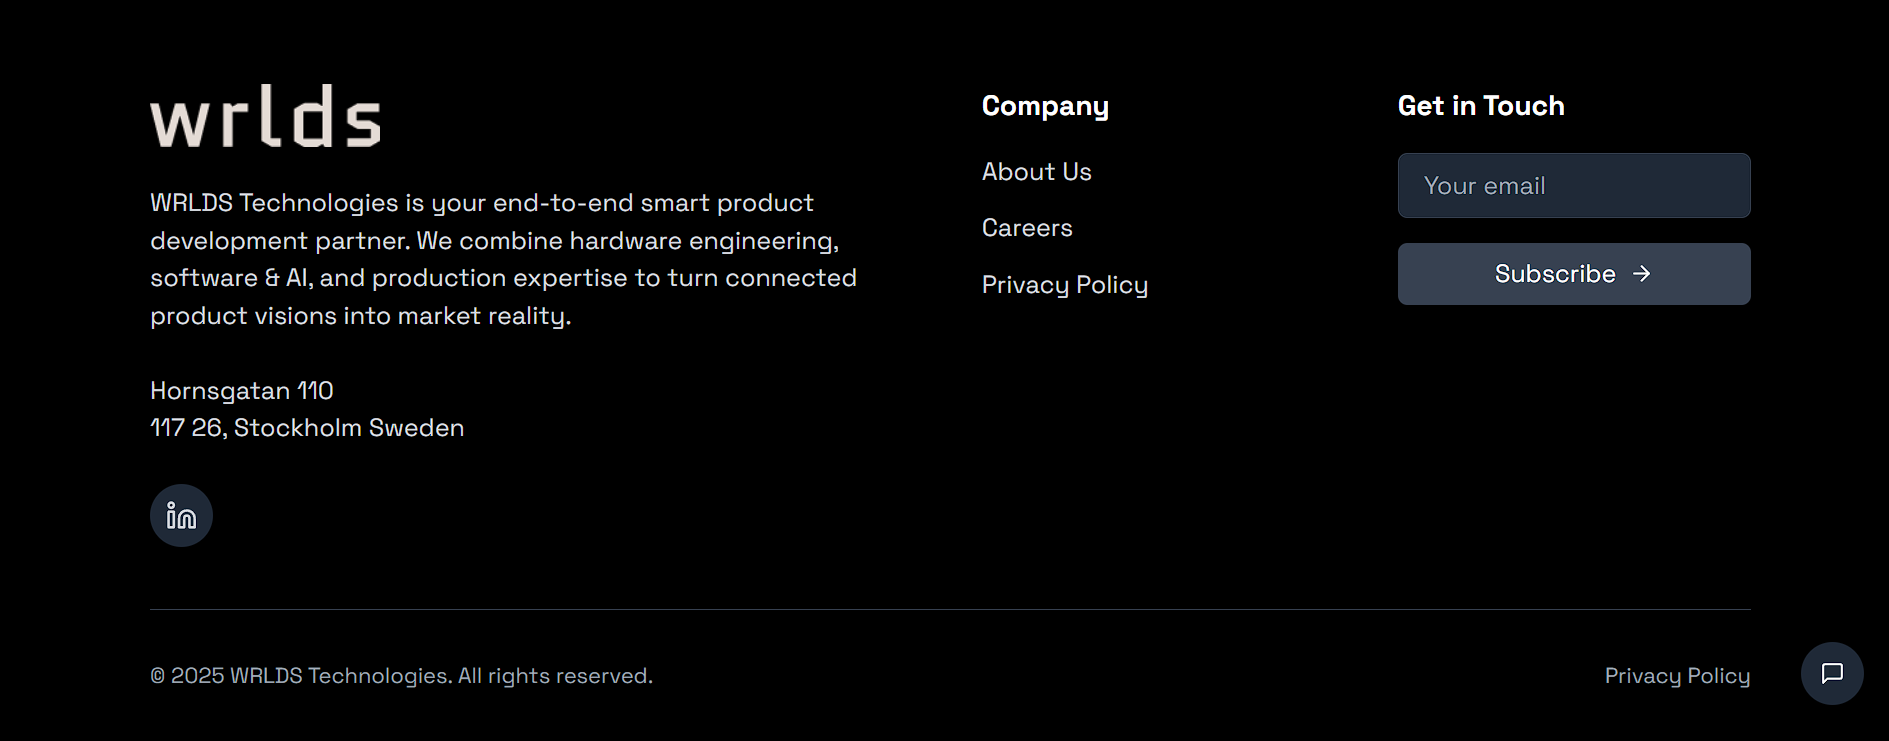 wrlds
WRLDS Technologies is your end-to-end smart product
development partner. We combine hardware engineering,
software & AI, and production expertise to turn connected
product visions into market reality.
Hornsgatan 110
117 26, Stockholm Sweden
in
Company
About Us
Careers
Privacy Policy
Get in Touch
Your email
Subscribe →
© 2025 WRLDS Technologies. All rights reserved.
Privacy Policy